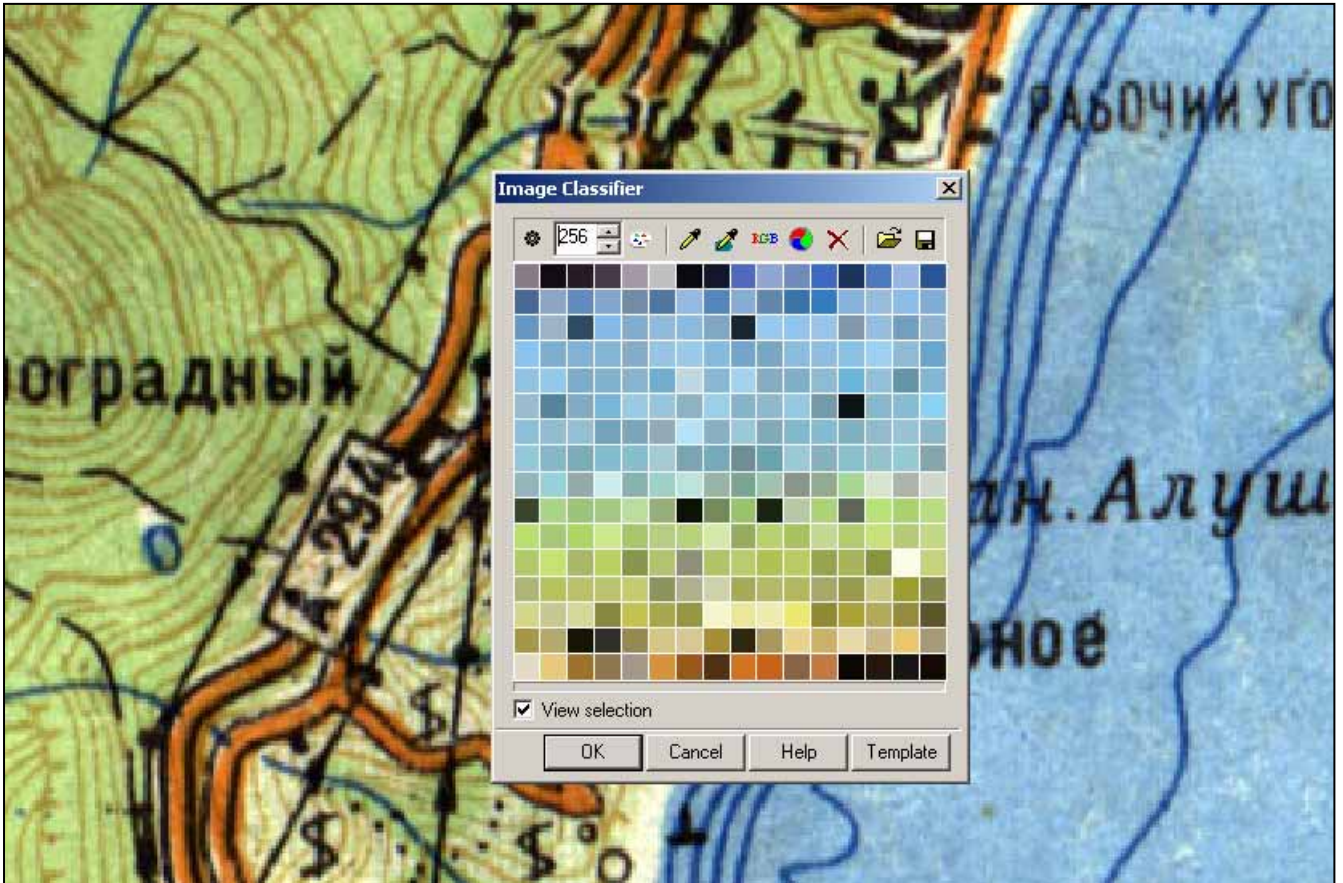 РАБОЧИЙ УГО
Image Classifier
256
RGB
оградный
А-294
ан. Алуш
рное
View selection
OK
Cancel
Help
Template